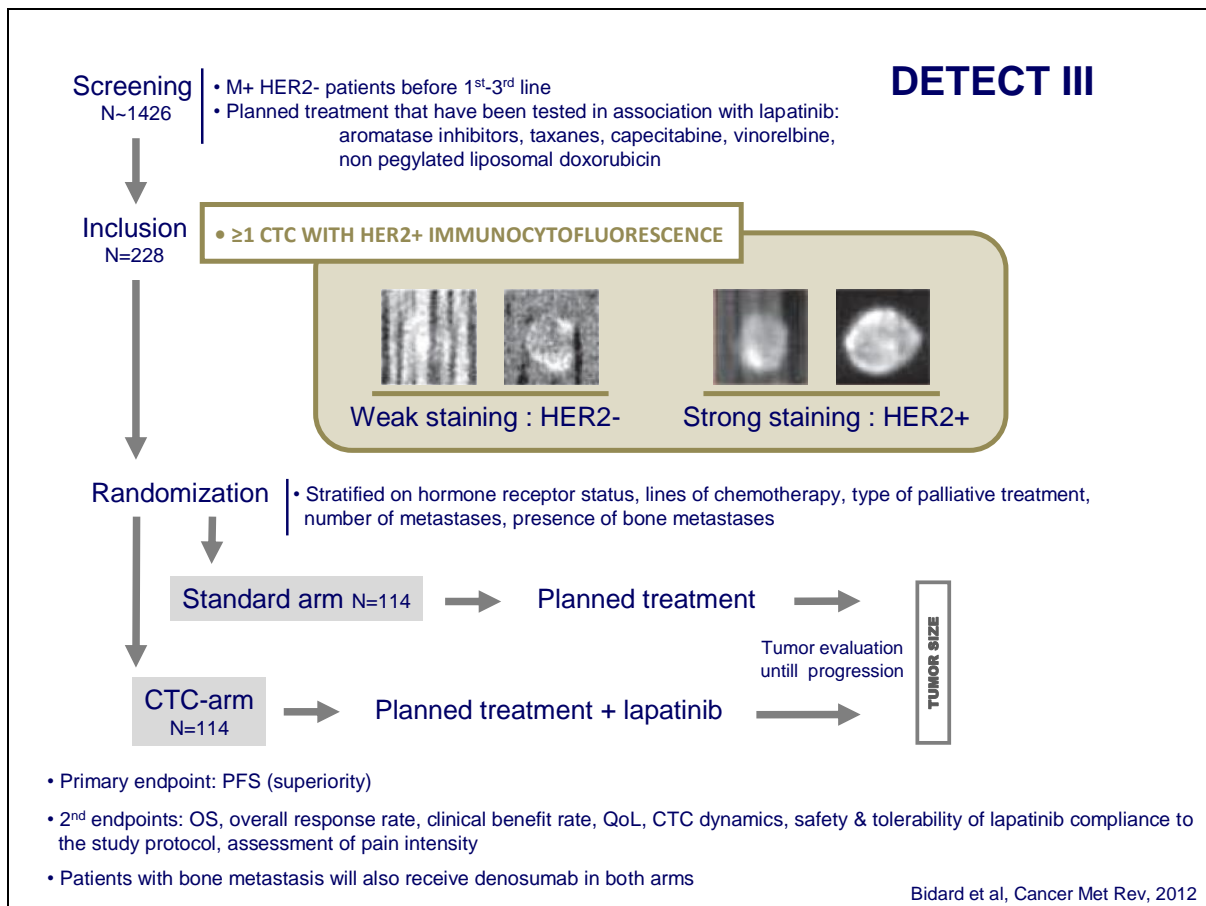 DETECT III
Screening
N~1426
• M+ HER2- patients before 1st-3rd line
• Planned treatment that have been tested in association with lapatinib:
aromatase inhibitors, taxanes, capecitabine, vinorelbine,
non pegylated liposomal doxorubicin
Inclusion
N=228
• ≥1 CTC WITH HER2+ IMMUNOCYTOFLUORESCENCE
Weak staining : HER2-
Strong staining : HER2+
Randomization
• Stratified on hormone receptor status, lines of chemotherapy, type of palliative treatment,
number of metastases, presence of bone metastases
Standard arm N=114
Planned treatment
Tumor evaluation
untill progression
TUMOR SIZE
CTC-arm
N=114
Planned treatment + lapatinib
• Primary endpoint: PFS (superiority)
• 2nd endpoints: OS, overall response rate, clinical benefit rate, QoL, CTC dynamics, safety & tolerability of lapatinib compliance to
the study protocol, assessment of pain intensity
• Patients with bone metastasis will also receive denosumab in both arms
Bidard et al, Cancer Met Rev, 2012